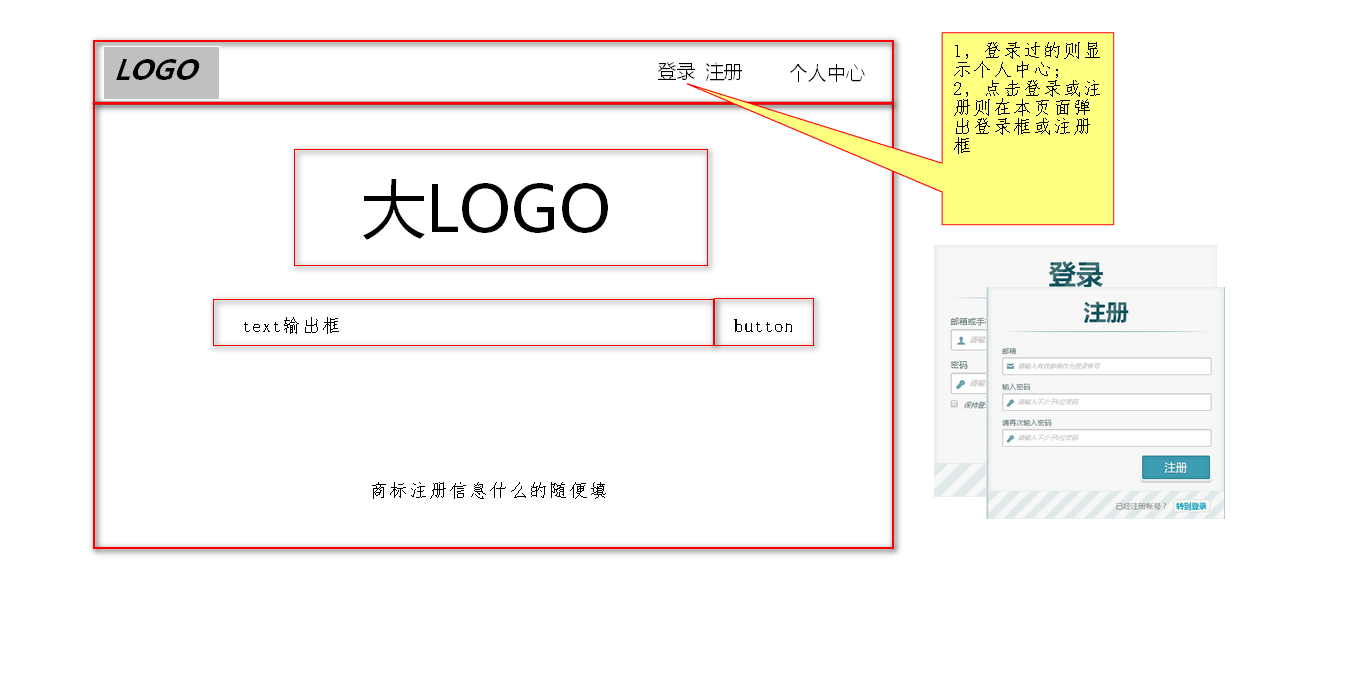 LOGO
登录 注册
个人中心
大LOGO
text输出框
button
商标注册信息什么的随便填
1, 登录过的则显
示个人中心;
2, 点击登录或注
册则在本页面弹
出登录框或注册
框
登录
邮箱或手
请输
密码
请输
保持登
注册
邮箱
请输入有效邮箱作为登录帐号
输入密码
请输入不少于6位密码
请再次输入密码
请输入不少于6位密码
注册
已经注册帐号? 转到登录